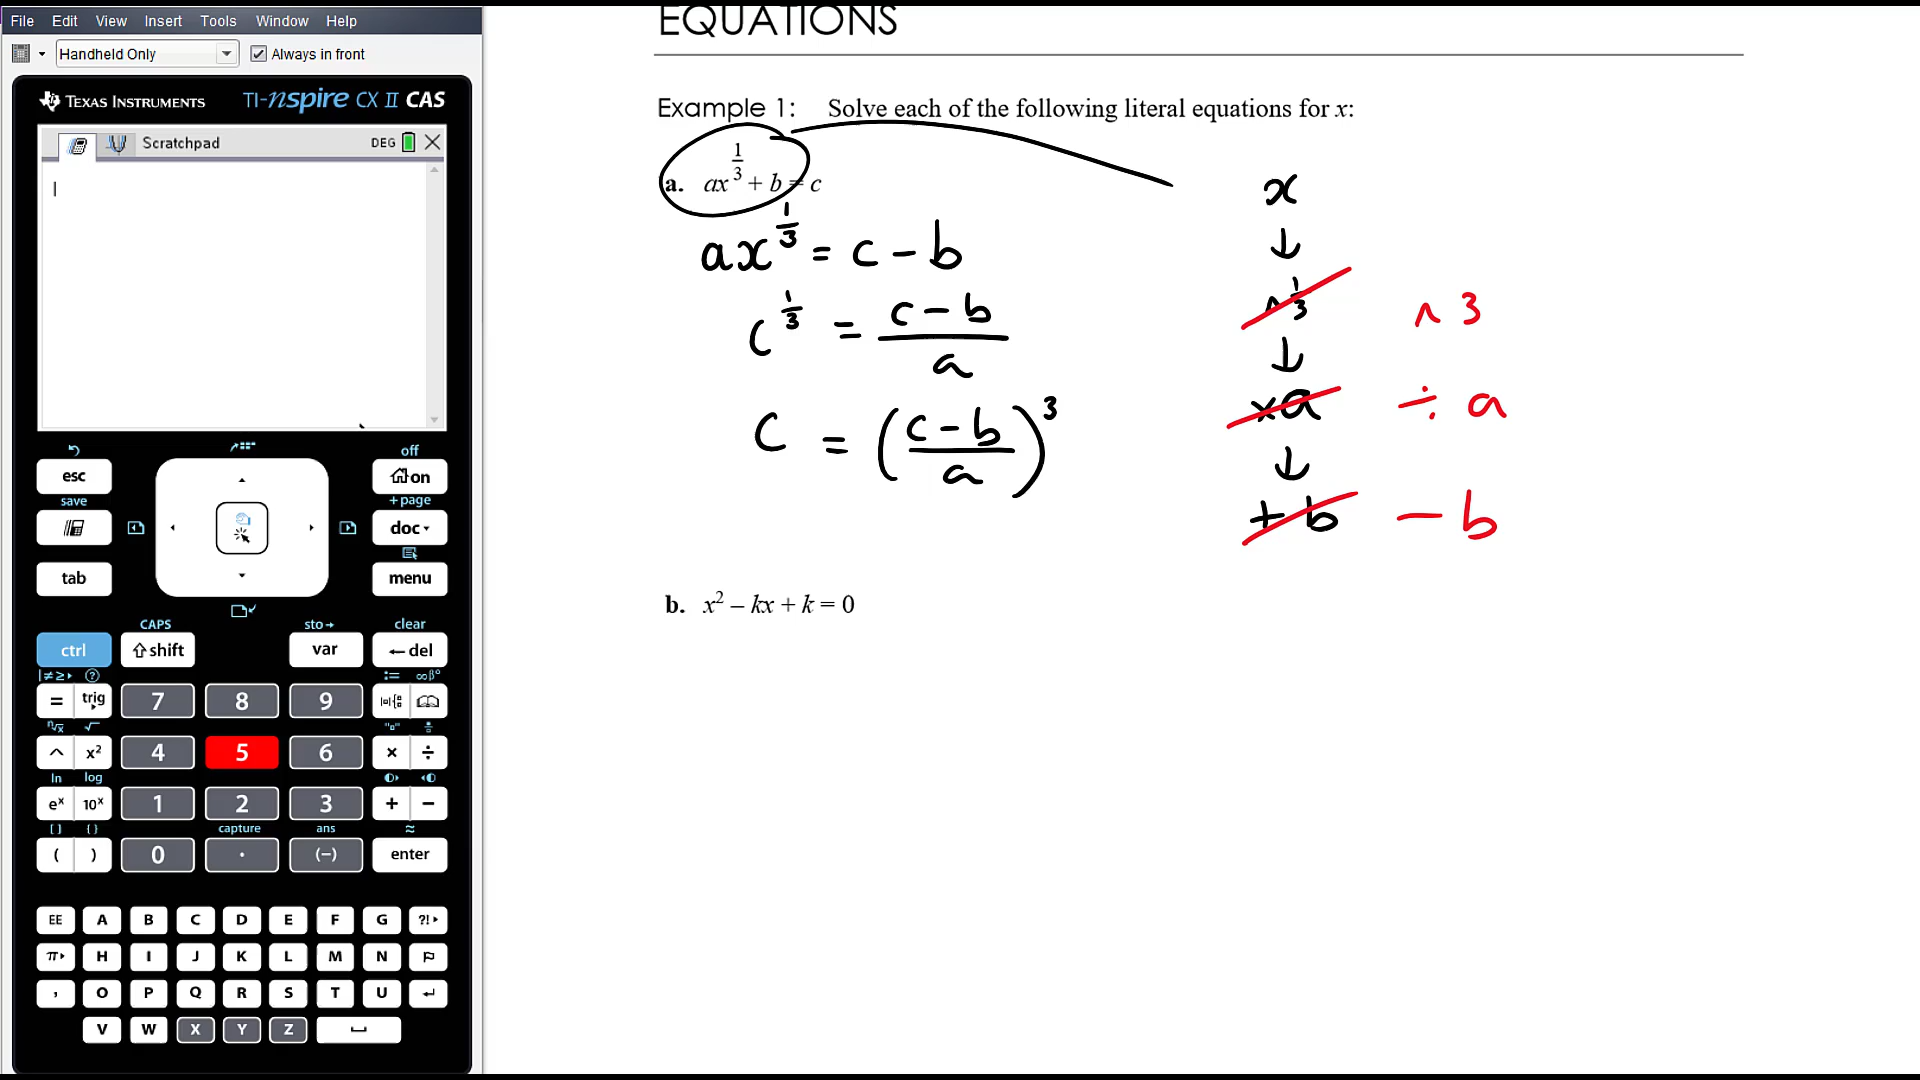 File Edit View Insert Tools Window Help
Handheld Only Always in front
TEXAS INSTRUMENTS TI-nspire CX II CAS
Scratchpad DEG
off
esc on
save + page
doc
tab menu
CAPS sto→ clear
ctrl shift var ←del
|≠≥▸ ? := ∞β°
= trig 7 8 9 |□|{
ⁿ√x √
^ x² 4 5 6 × ÷
ln log
eˣ 10ˣ 1 2 3 + −
[ ] { } capture ans ≈
( ) 0 . (−) enter
EE A B C D E F G ?!▸
π▸ H I J K L M N
, O P Q R S T U ↵
V W X Y Z
EQUATIONS
Example 1: Solve each of the following literal equations for x:
a. ax^(1/3) + b = c
ax^(1/3) = c − b
c^(1/3) = (c − b)/a
c = ((c − b)/a)³
x
↓
^1/3 ^3
↓
×a ÷ a
↓
+ b − b
b. x² – kx + k = 0